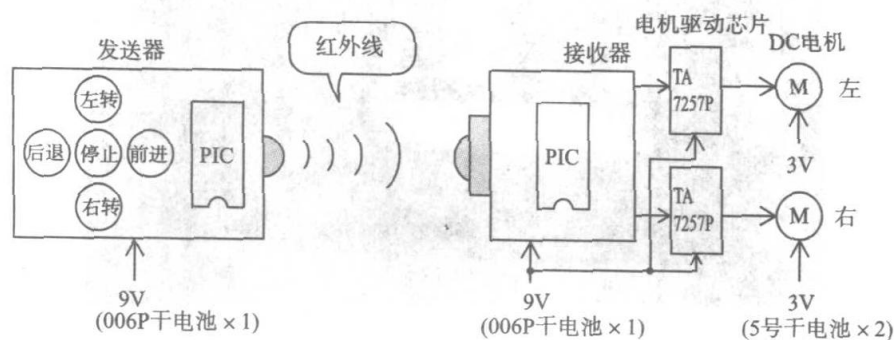 发送器
红外线
接收器
电机驱动芯片
DC电机
左转
后退
停止
前进
右转
PIC
PIC
TA
7257P
TA
7257P
M
左
3V
M
右
9V
(006P干电池×1)
9V
(006P干电池×1)
3V
(5号干电池×2)